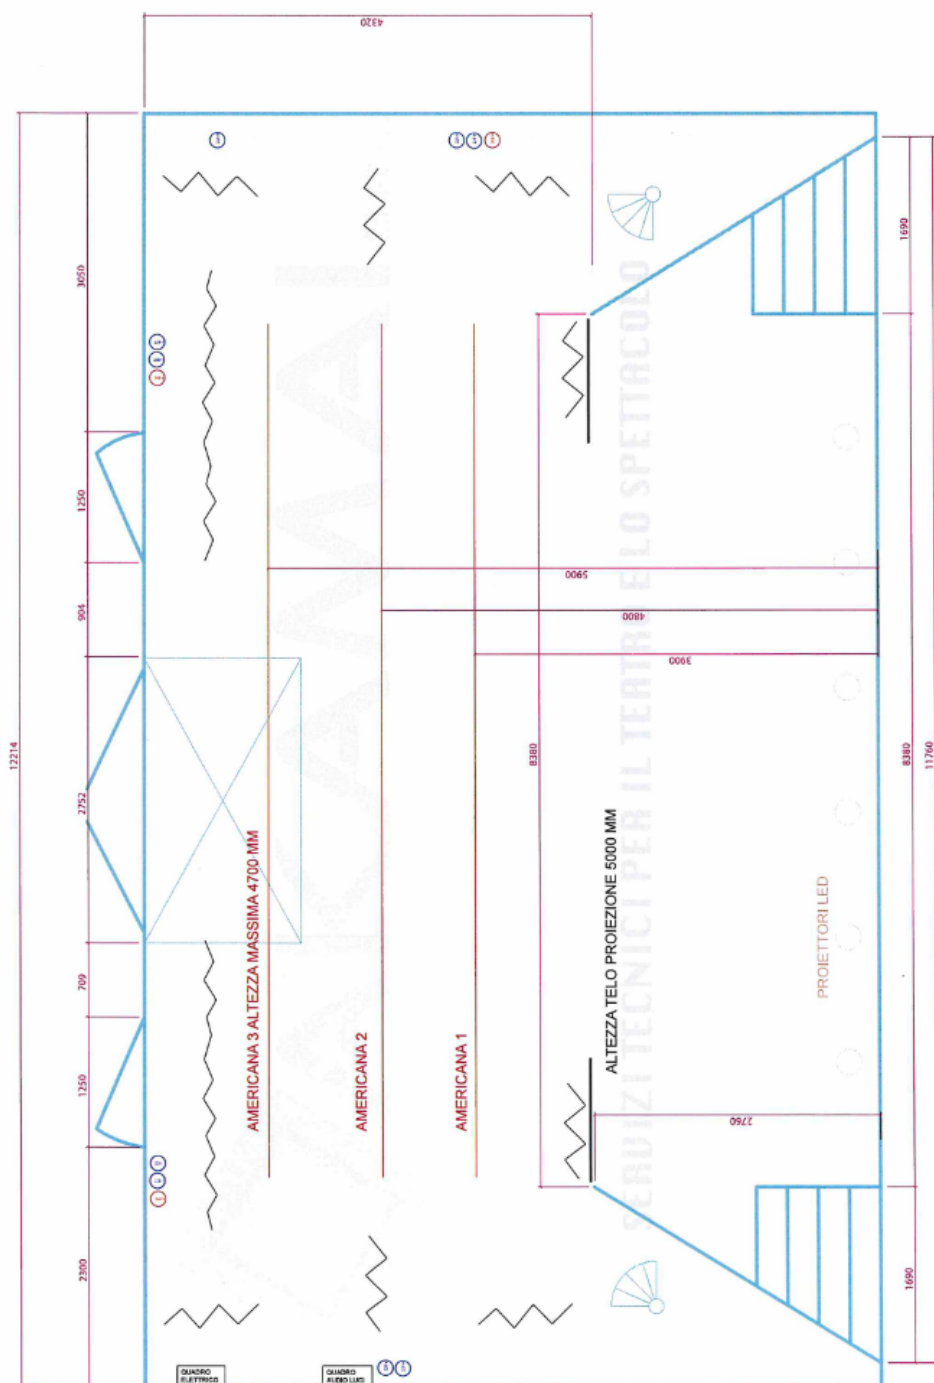 4320
12214
3050
1250
904
2752
709
1250
2300
5900
4800
3900
8380
2760
1690
8380
1690
11760
AMERICANA 3 ALTEZZA MASSIMA 4700 MM
AMERICANA 2
AMERICANA 1
ALTEZZA TELO PROIEZIONE 5000 MM
PROIETTORI LED
SERVIZI TECNICI PER IL TEATRO E LO SPETTACOLO
QUADRO
ELETTRICO
QUADRO
AUDIO LUCI